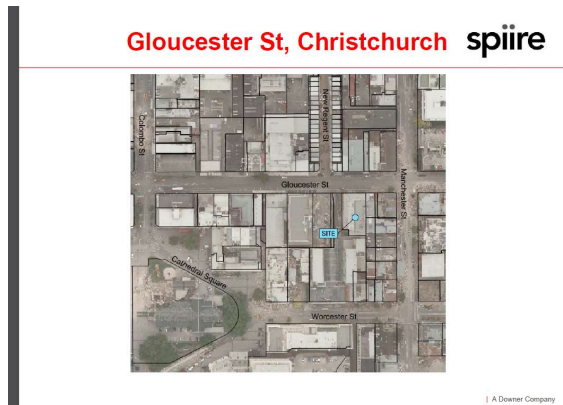 Gloucester St, Christchurch
spiire
New Regent St
Colombo St
Gloucester St
Manchester St
SITE
Cathedral Square
Worcester St
| A Downer Company